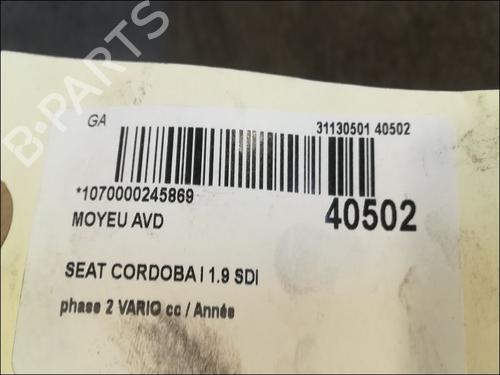 GA
31130501 40502
*1070000245869
40502
MOYEU AVD
SEAT CORDOBA I 1.9 SDI
phase 2 VARIO cc / Année
B-PARTS